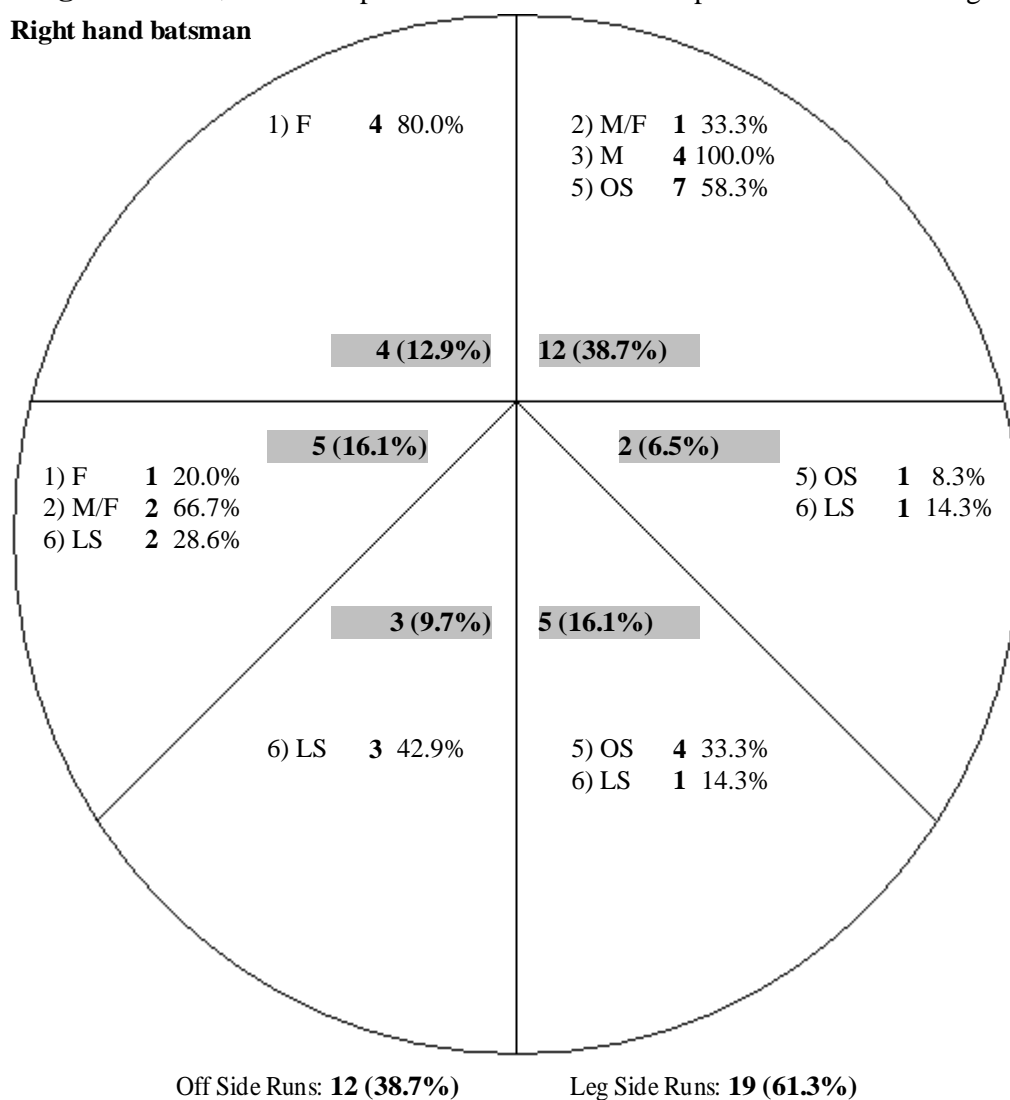 Right hand batsman
1) F 4 80.0%
2) M/F 1 33.3%
3) M 4 100.0%
5) OS 7 58.3%
4 (12.9%) 12 (38.7%)
5 (16.1%) 2 (6.5%)
1) F 1 20.0%
2) M/F 2 66.7%
6) LS 2 28.6%
5) OS 1 8.3%
6) LS 1 14.3%
3 (9.7%) 5 (16.1%)
6) LS 3 42.9%
5) OS 4 33.3%
6) LS 1 14.3%
Off Side Runs: 12 (38.7%) Leg Side Runs: 19 (61.3%)